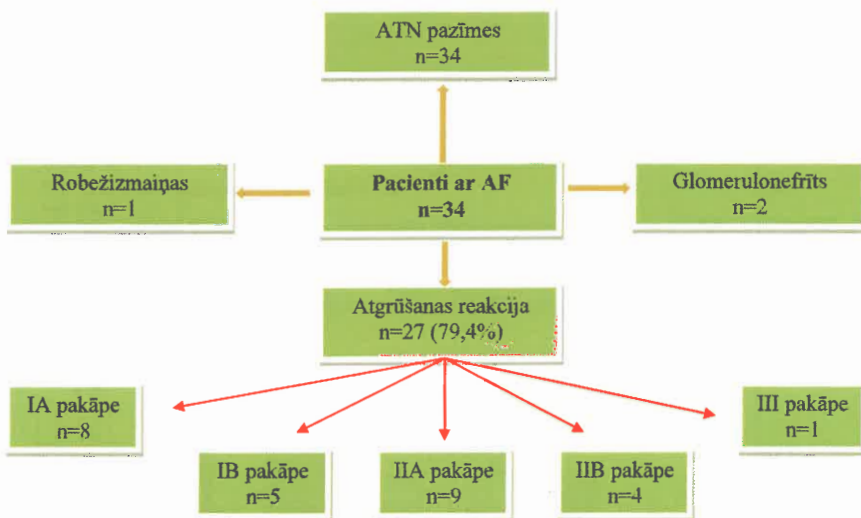 ATN pazīmes
n=34
Robežizmaiņas
n=1
Pacienti ar AF
n=34
Glomerulonefrīts
n=2
Atgrūšanas reakcija
n=27 (79,4%)
IA pakāpe
n=8
IB pakāpe
n=5
IIA pakāpe
n=9
IIB pakāpe
n=4
III pakāpe
n=1